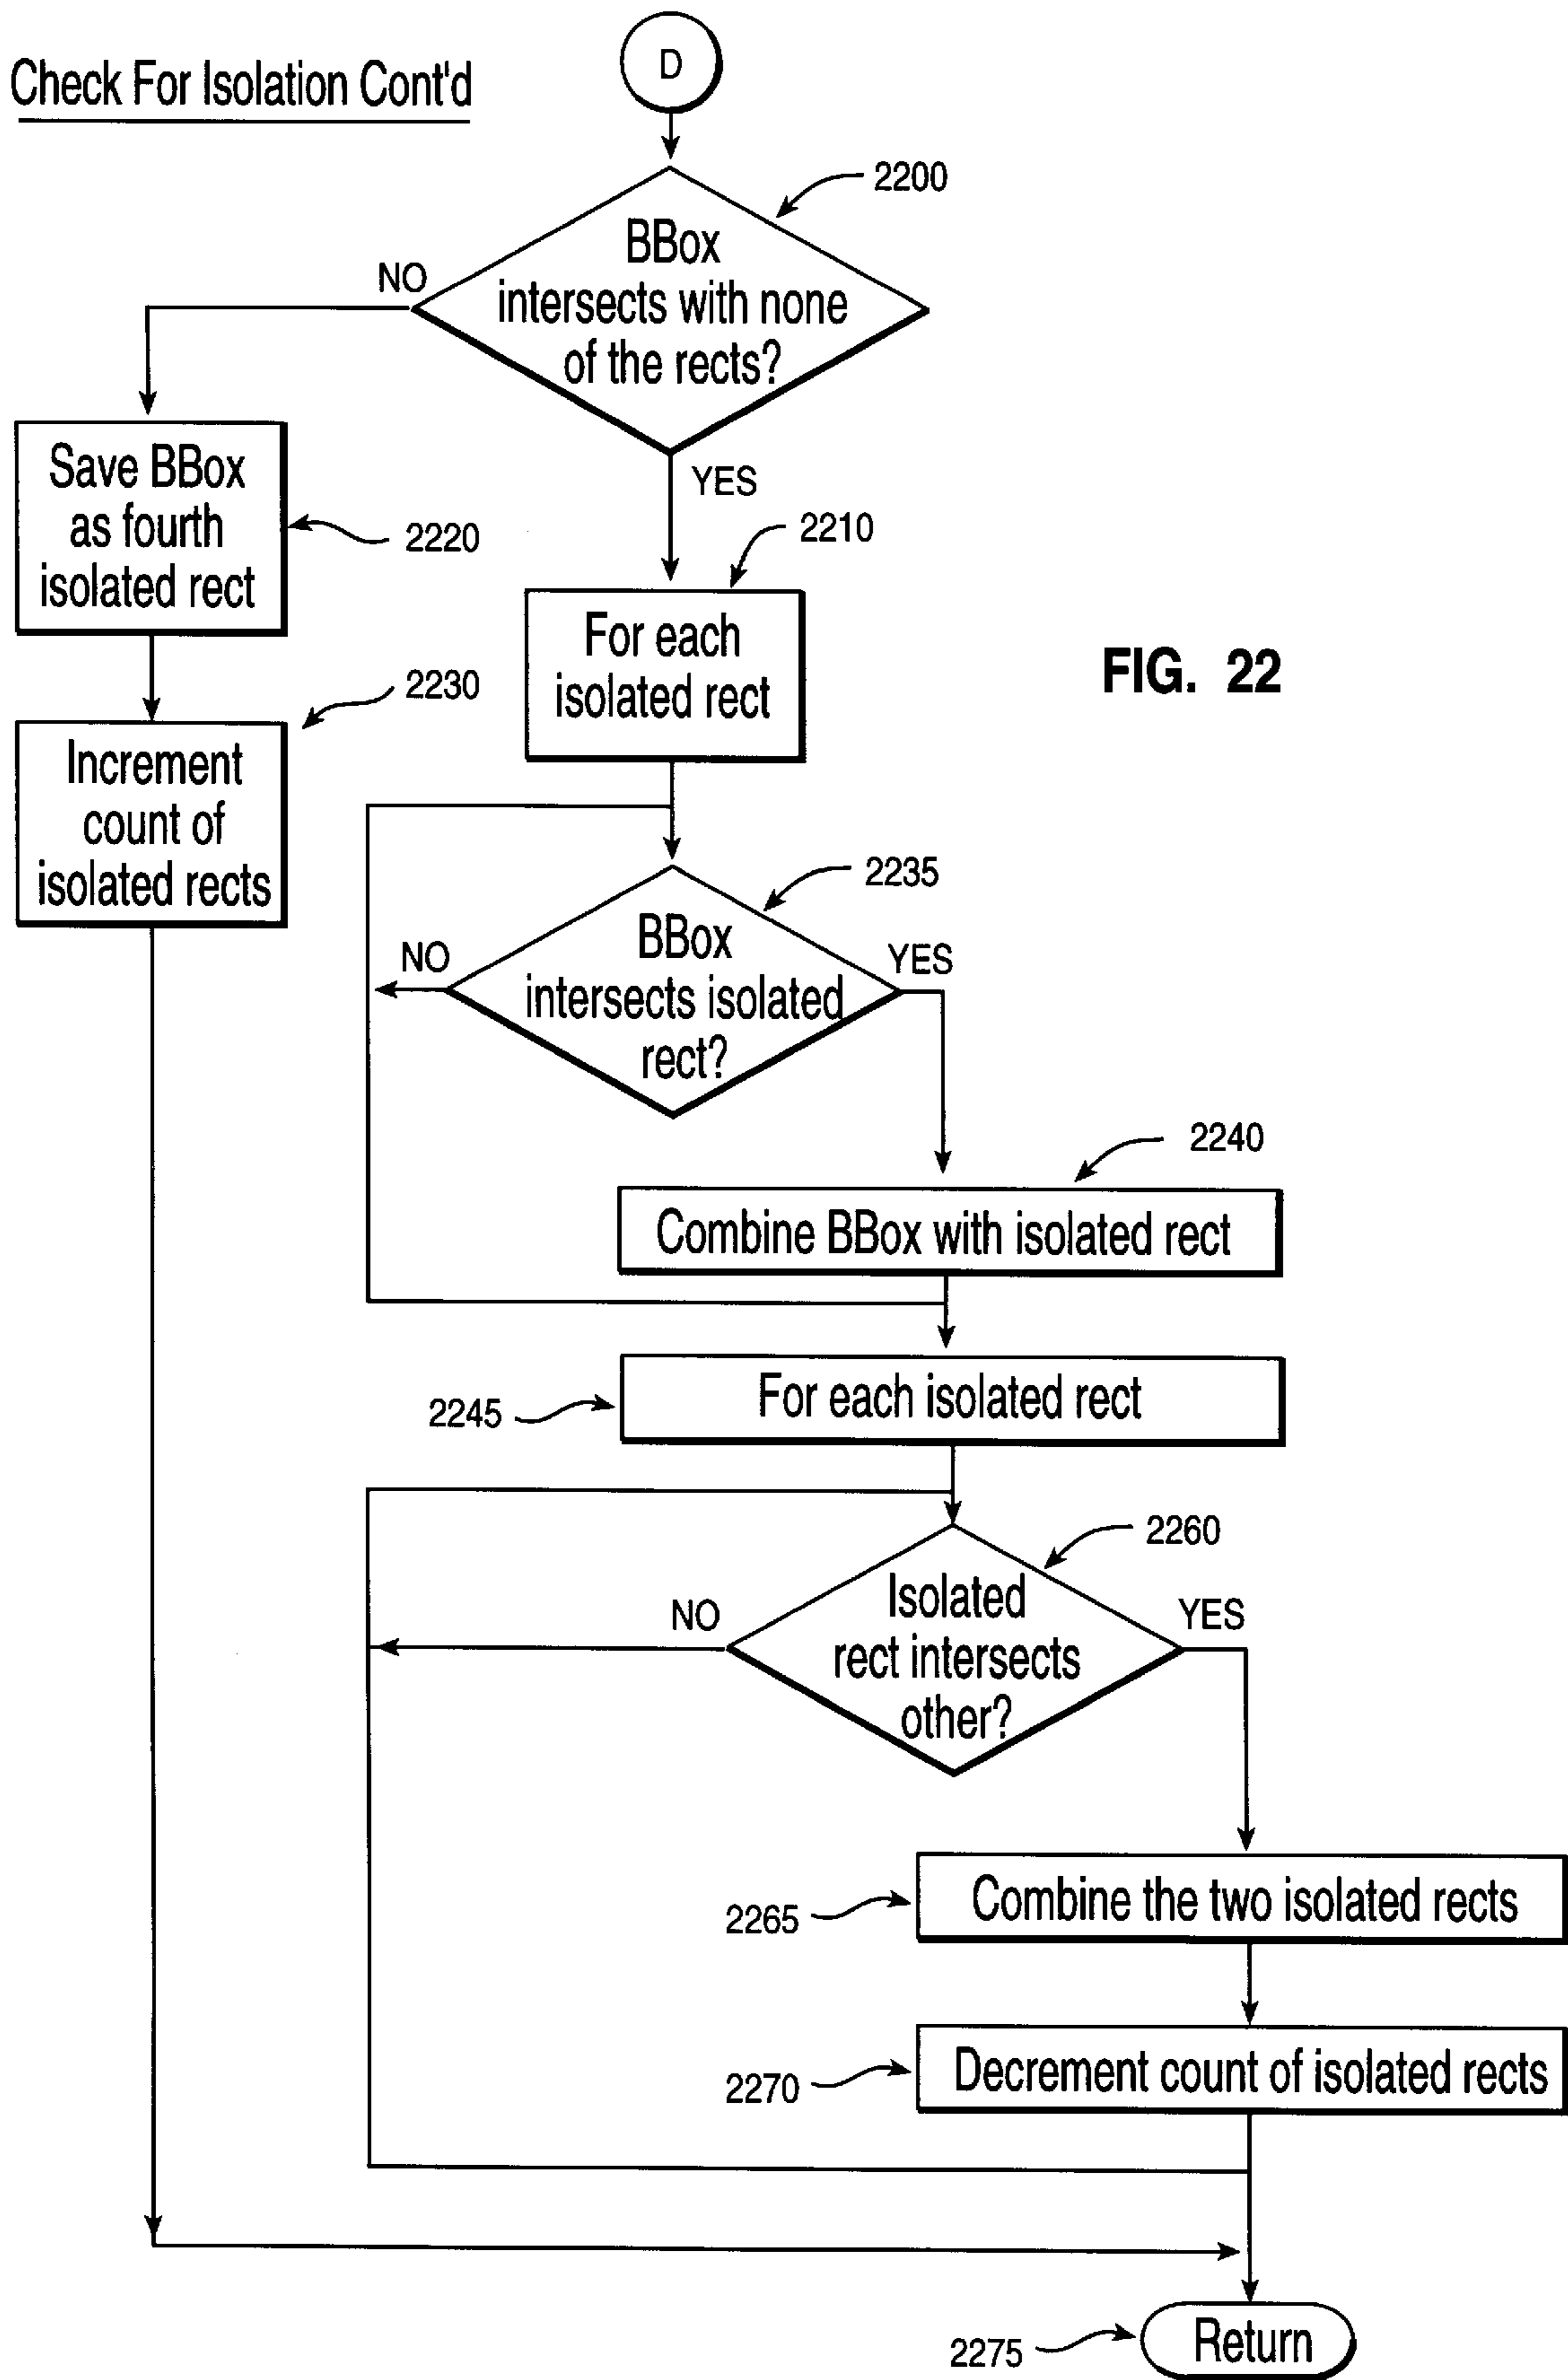 Check For Isolation Cont'd
D
2200
BBox
intersects with none
of the rects?
NO
YES
Save BBox
as fourth
isolated rect
2220
2210
For each
isolated rect
FIG. 22
2230
Increment
count of
isolated rects
2235
BBox
intersects isolated
rect?
NO
YES
2240
Combine BBox with isolated rect
2245
For each isolated rect
2260
Isolated
rect intersects
other?
NO
YES
2265
Combine the two isolated rects
2270
Decrement count of isolated rects
2275
Return